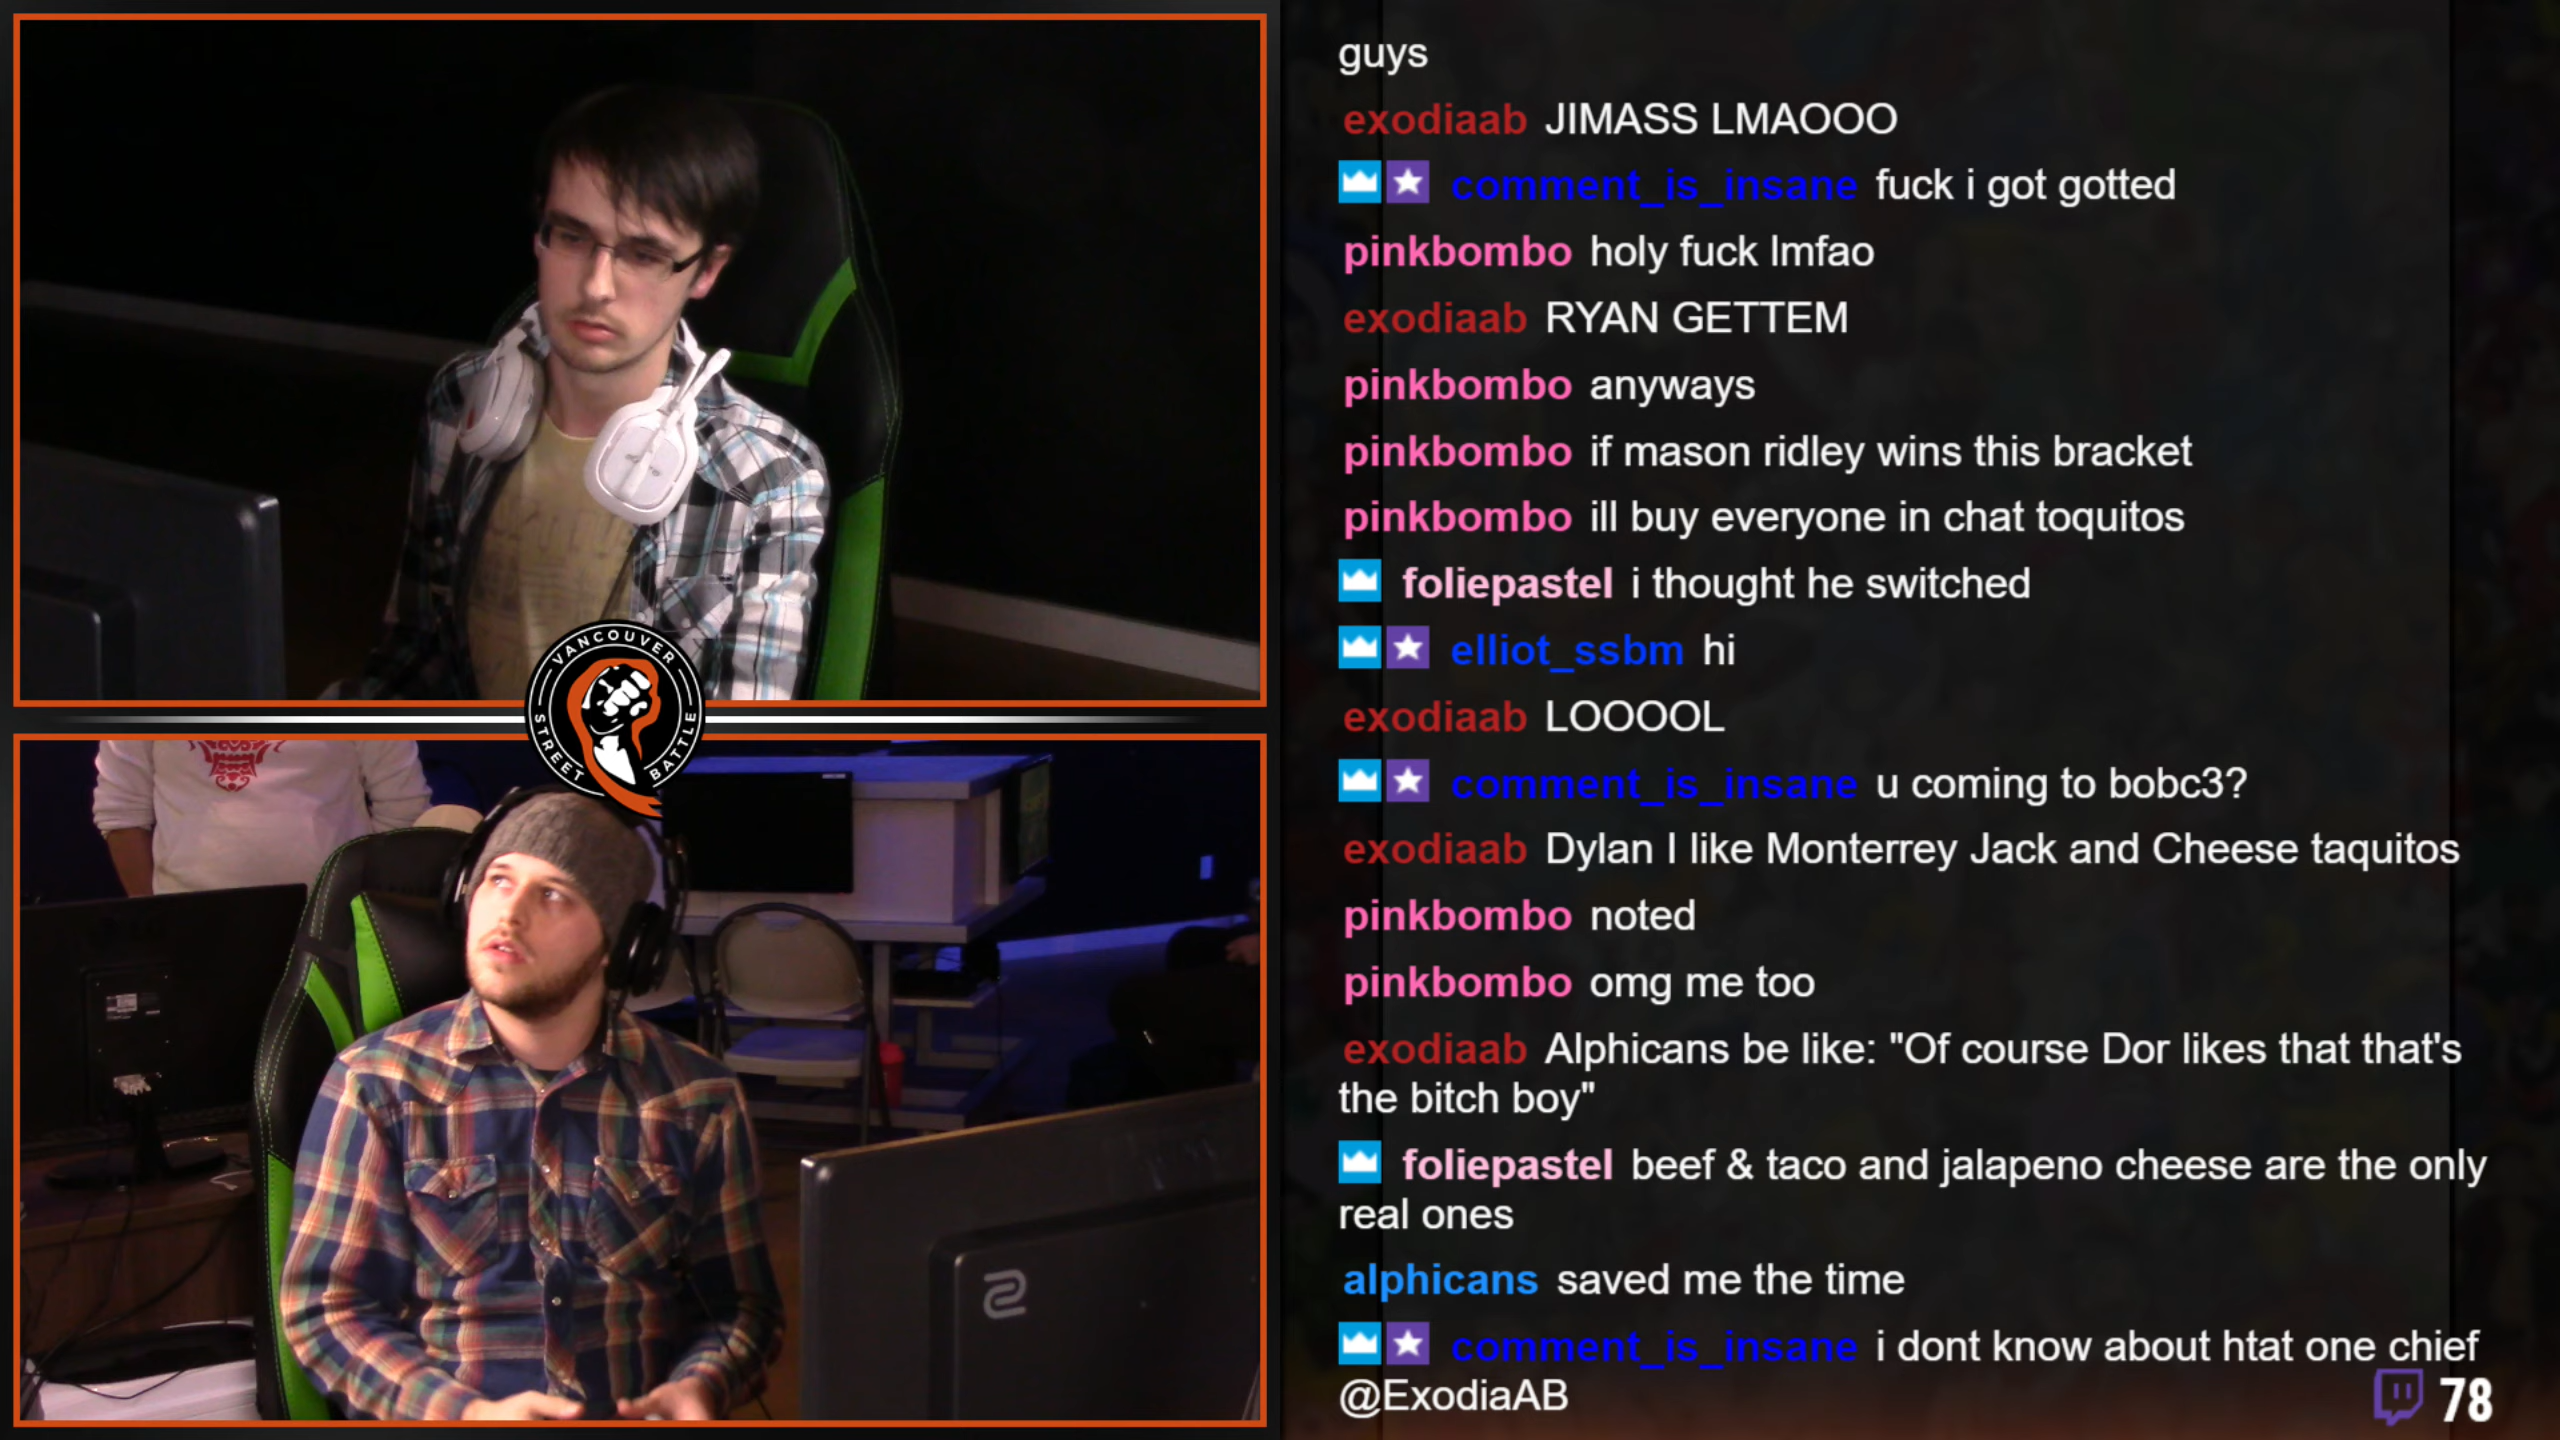 guys
exodiaab JIMASS LMAOOO
comment_is_insane fuck i got gotted
pinkbombo holy fuck lmfao
exodiaab RYAN GETTEM
pinkbombo anyways
pinkbombo if mason ridley wins this bracket
pinkbombo ill buy everyone in chat toquitos
foliepastel i thought he switched
elliot_ssbm hi
exodiaab LOOOOL
comment_is_insane u coming to bobc3?
exodiaab Dylan I like Monterrey Jack and Cheese taquitos
pinkbombo noted
pinkbombo omg me too
exodiaab Alphicans be like: "Of course Dor likes that that's
the bitch boy"
foliepastel beef & taco and jalapeno cheese are the only
real ones
alphicans saved me the time
comment_is_insane i dont know about htat one chief
@ExodiaAB
78
VANCOUVER
STREET BATTLE